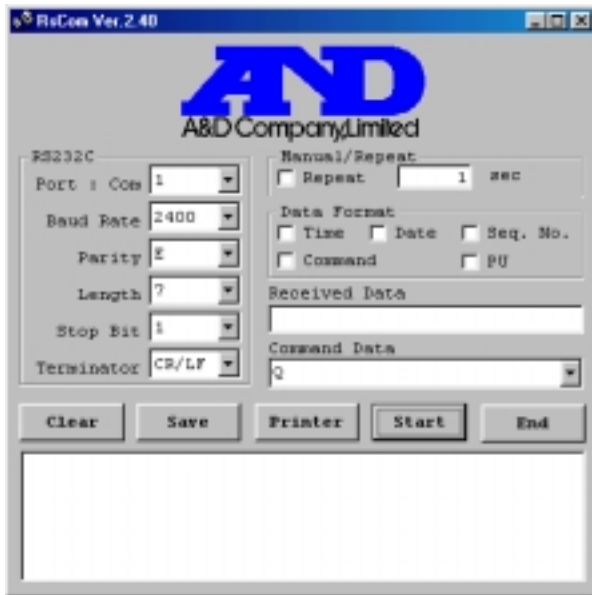 RsCom Ver.2.40
AND
A&D Company,Limited
RS232C
Port : Com 1
Baud Rate 2400
Parity E
Length 7
Stop Bit 1
Terminator CR/LF
Manual/Repeat
Repeat 1 sec
Data Format
Time Date Seq. No.
Command PU
Received Data
Command Data
Q
Clear Save Printer Start End